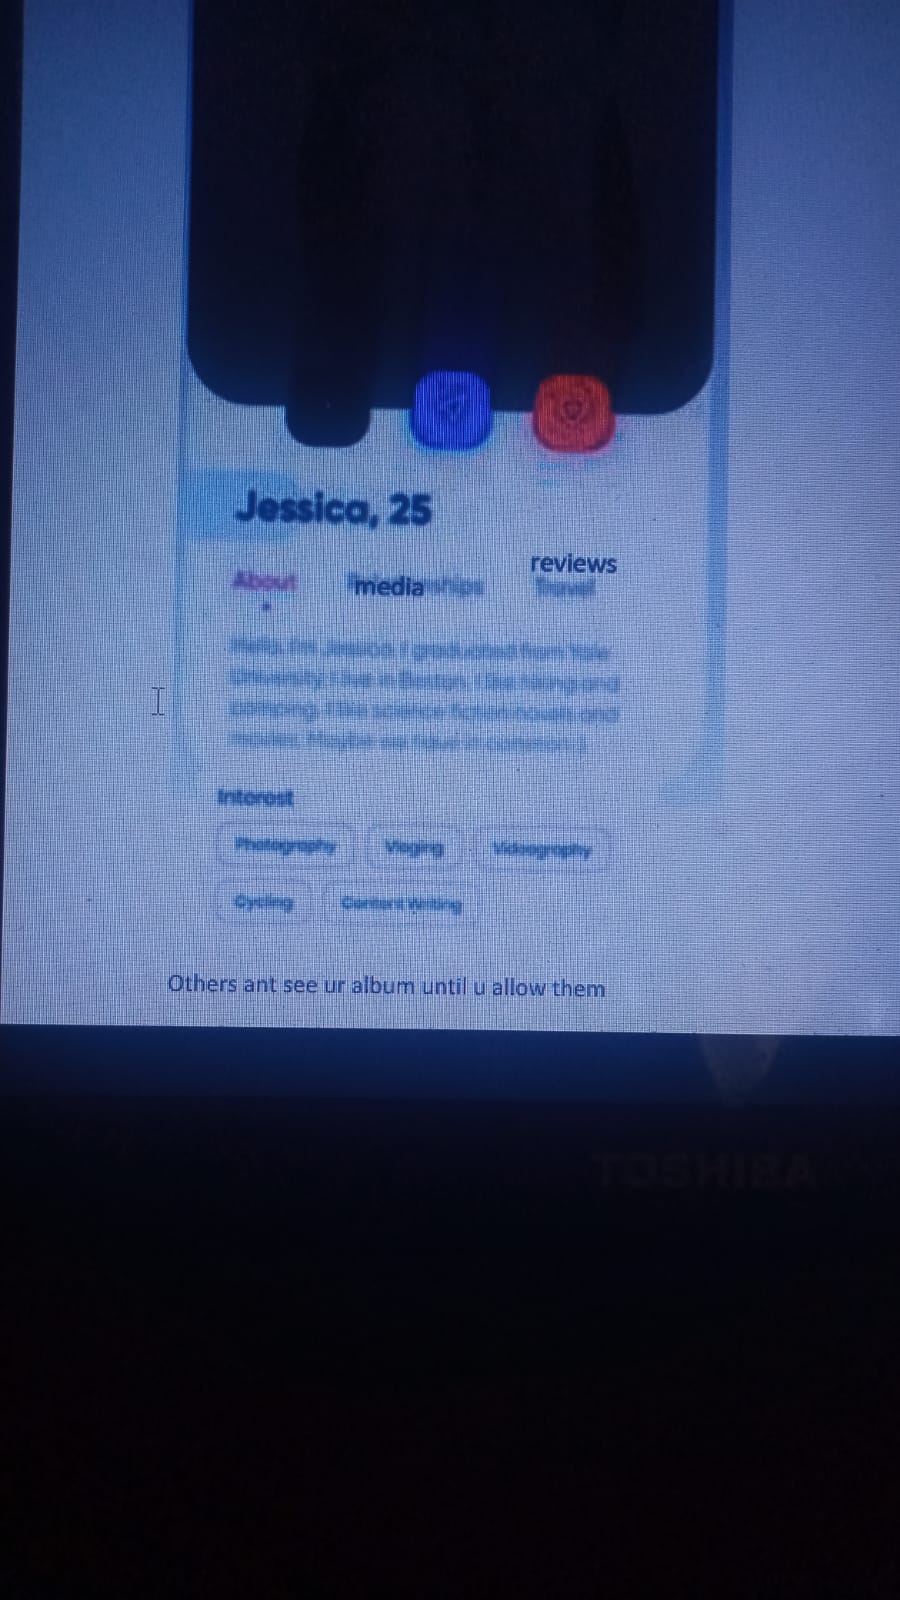 Jessica, 25
reviews
About media ships Travel
Hello, I'm Jessica. I graduated from Yale
University. I live in Boston. I like hiking and
camping. I like science fiction novels and
movies. Maybe we have in common :)
Interest
Photography Vloging Videography
Cycling Content Writing
Others ant see ur album until u allow them
TOSHIBA